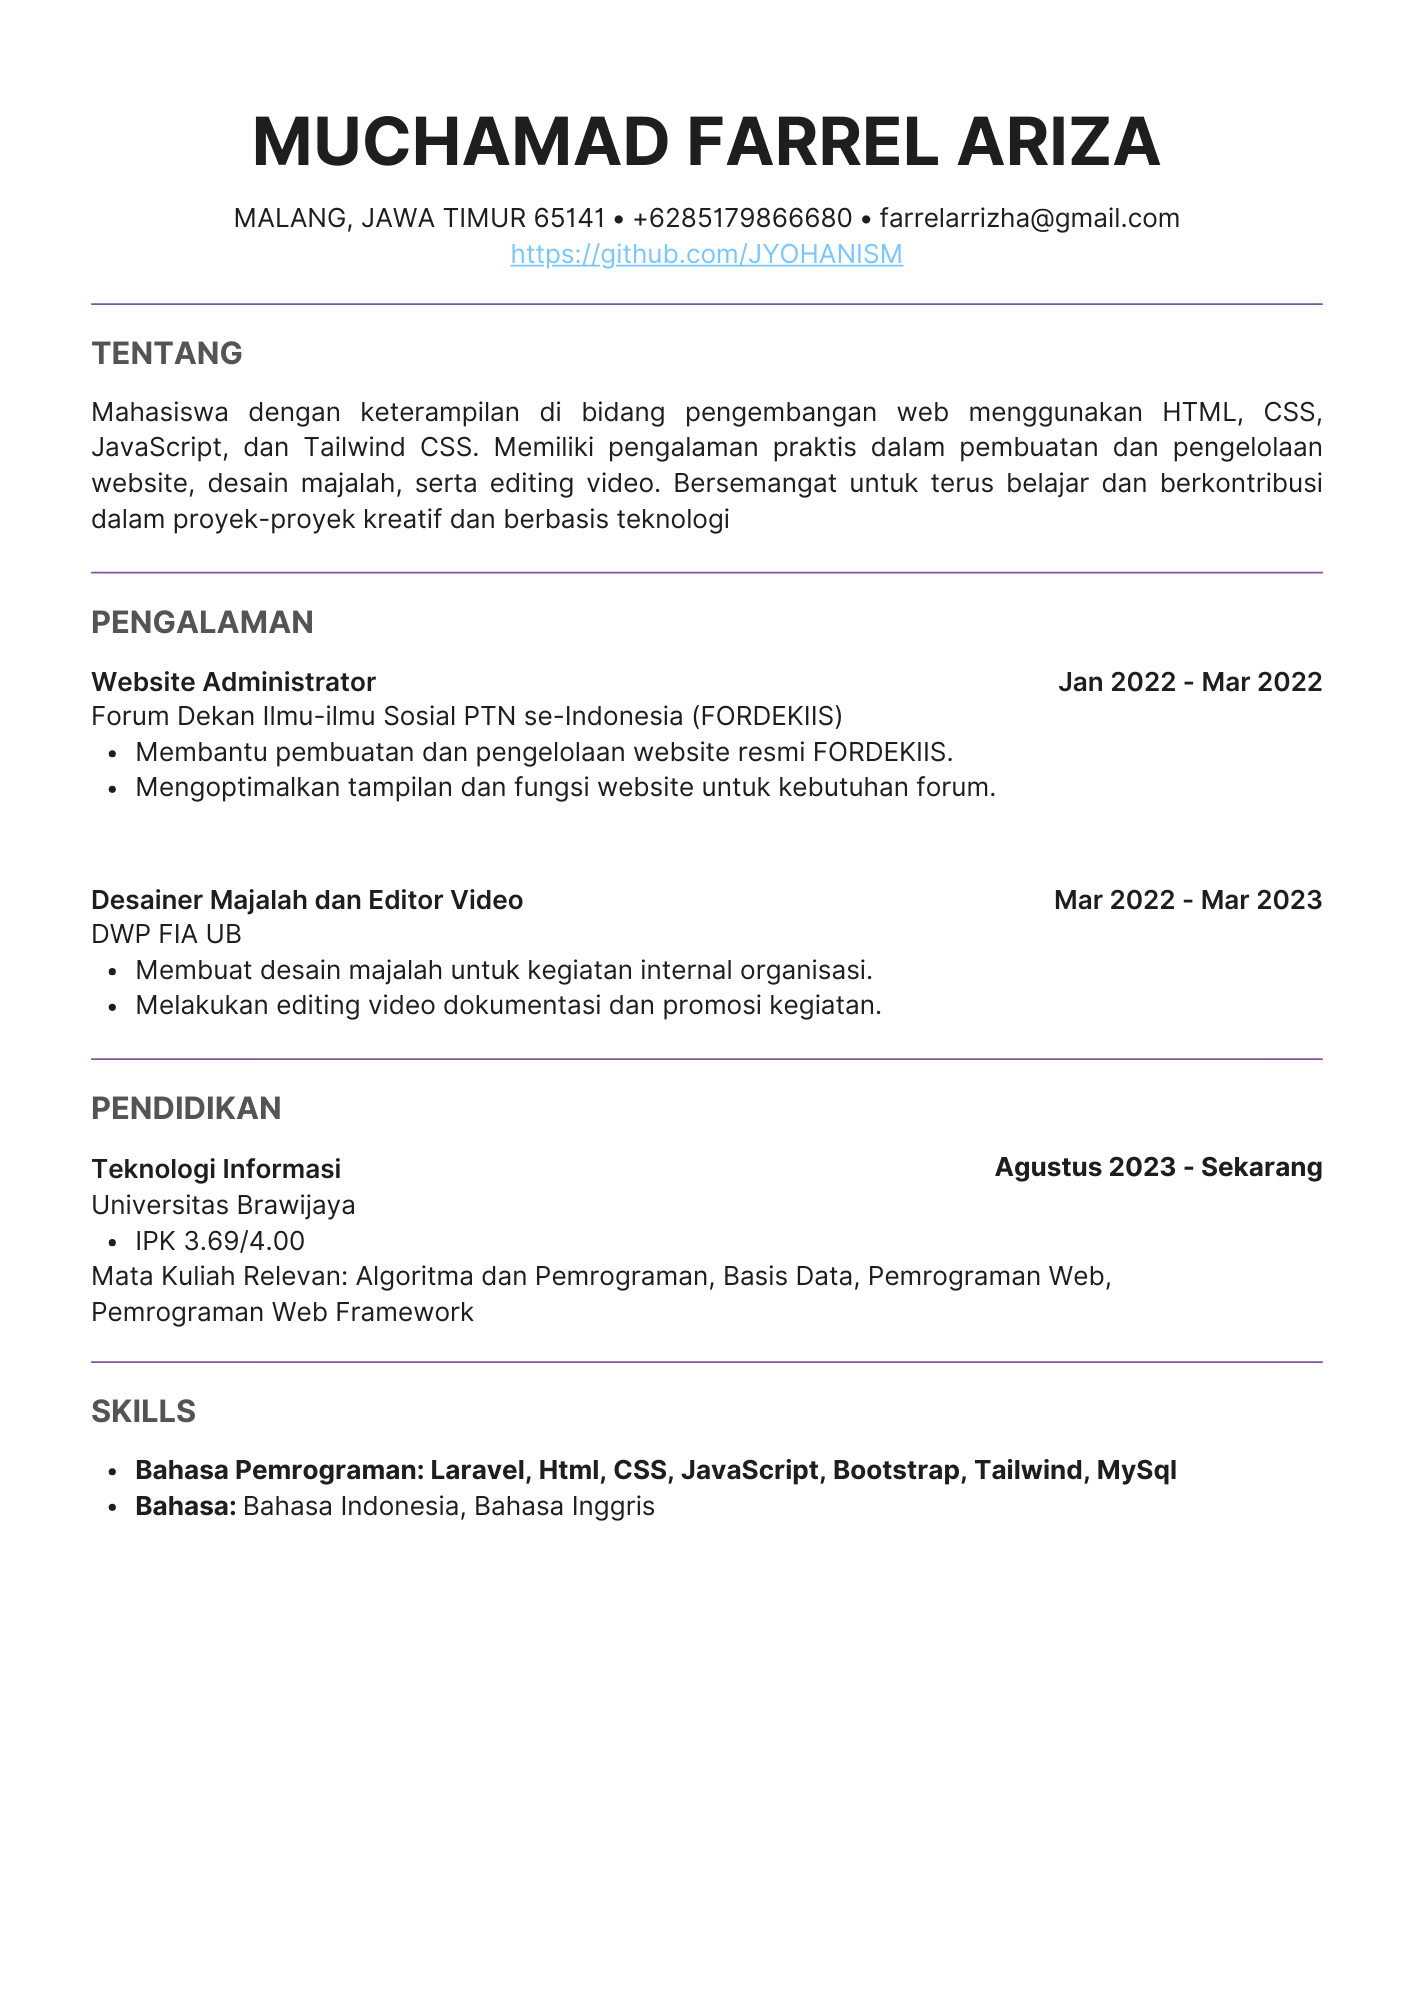 MUCHAMAD FARREL ARIZA
MALANG, JAWA TIMUR 65141 • +6285179866680 • farrelarrizha@gmail.com
https://github.com/JYOHANISM
TENTANG
Mahasiswa dengan keterampilan di bidang pengembangan web menggunakan HTML, CSS,
JavaScript, dan Tailwind CSS. Memiliki pengalaman praktis dalam pembuatan dan pengelolaan
website, desain majalah, serta editing video. Bersemangat untuk terus belajar dan berkontribusi
dalam proyek-proyek kreatif dan berbasis teknologi
PENGALAMAN
Website Administrator Jan 2022 - Mar 2022
Forum Dekan Ilmu-ilmu Sosial PTN se-Indonesia (FORDEKIIS)
• Membantu pembuatan dan pengelolaan website resmi FORDEKIIS.
• Mengoptimalkan tampilan dan fungsi website untuk kebutuhan forum.
Desainer Majalah dan Editor Video Mar 2022 - Mar 2023
DWP FIA UB
• Membuat desain majalah untuk kegiatan internal organisasi.
• Melakukan editing video dokumentasi dan promosi kegiatan.
PENDIDIKAN
Teknologi Informasi Agustus 2023 - Sekarang
Universitas Brawijaya
• IPK 3.69/4.00
Mata Kuliah Relevan: Algoritma dan Pemrograman, Basis Data, Pemrograman Web,
Pemrograman Web Framework
SKILLS
• Bahasa Pemrograman: Laravel, Html, CSS, JavaScript, Bootstrap, Tailwind, MySql
• Bahasa: Bahasa Indonesia, Bahasa Inggris